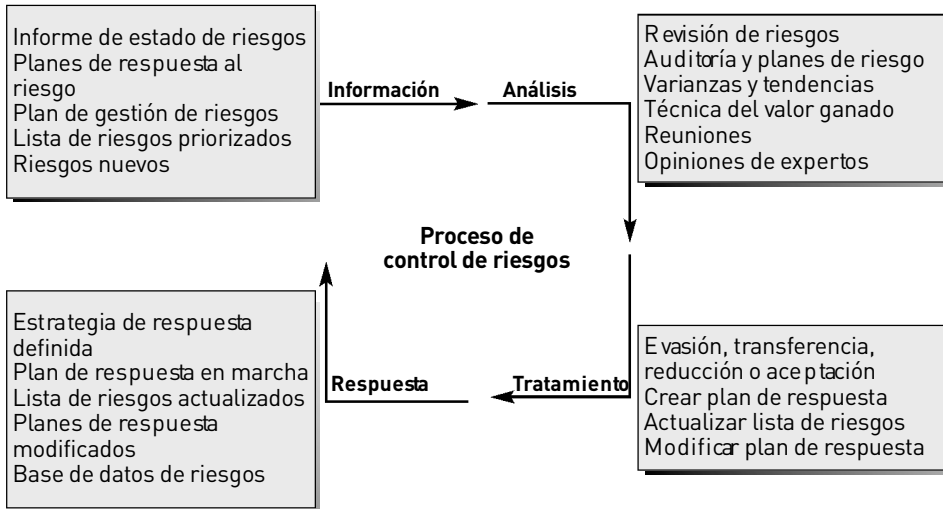 Informe de estado de riesgos
Planes de respuesta al
riesgo
Plan de gestión de riesgos
Lista de riesgos priorizados
Riesgos nuevos
Información
Análisis
Revisión de riesgos
Auditoría y planes de riesgo
Varianzas y tendencias
Técnica del valor ganado
Reuniones
Opiniones de expertos
Proceso de
control de riesgos
Estrategia de respuesta
definida
Plan de respuesta en marcha
Lista de riesgos actualizados
Planes de respuesta
modificados
Base de datos de riesgos
Respuesta
Tratamiento
Evasión, transferencia,
reducción o aceptación
Crear plan de respuesta
Actualizar lista de riesgos
Modificar plan de respuesta